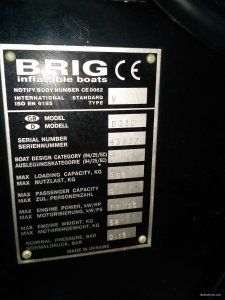 BRIG CE
inflatable boats
NOTIFY BODY NUMBER CE 0062
INTERNATIONAL STANDARD
ISO EN 6185 TYPE V
GB MODEL
D MODELL D330
SERIAL NUMBER
SERIENNUMMER
BOAT DESIGN CATEGORY (94/25/EC)
AUSLEGUNGSKATEGORIE (94/25/EG)
MAX LOADING CAPACITY, KG
MAX NUTZLAST, KG
MAX PASSENGER CAPACITY
MAX ZUL. PERSONENZAHL
MAX ENGINE POWER, KW/HP
MAX MOTORISIERUNG, KW/PS
MAX ENGINE WEIGHT, KG
MAX MOTORGEWICHT, KG
NOMINAL PRESSURE, BAR
NORMALDRUCK, BAR
MADE IN UKRAINE